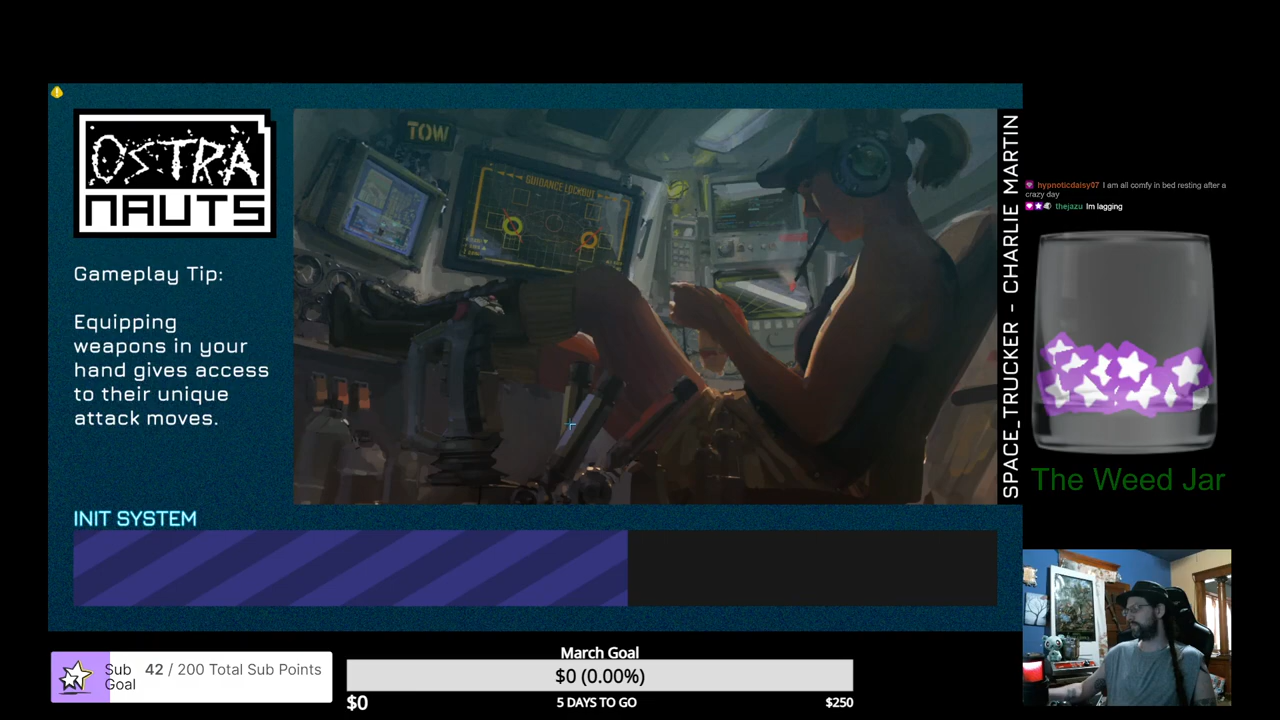 OSTRA
NAUTS
Gameplay Tip:
Equipping
weapons in your
hand gives access
to their unique
attack moves.
TOW
GUIDANCE LOCKOUT
SPACE_TRUCKER - CHARLIE MARTIN
INIT SYSTEM
hypnoticdaisy07 I am all comfy in bed resting after a
crazy day
thejazu Im lagging
The Weed Jar
Sub
Goal
42 / 200 Total Sub Points
March Goal
$0 (0.00%)
$0
5 DAYS TO GO
$250